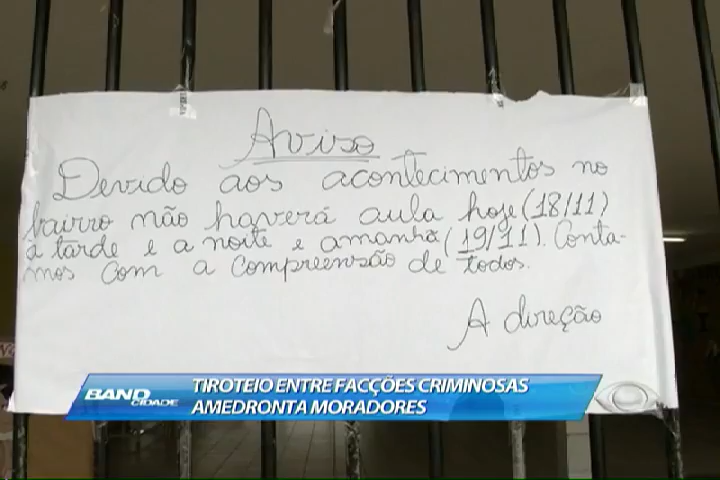 Aviso
Devido aos acontecimentos no
bairro não haverá aula hoje (18/11)
à tarde e a noite e amanhã (19/11). Conta-
mos com a compreensão de todos.
A direção
BAND CIDADE
TIROTEIO ENTRE FACÇÕES CRIMINOSAS
AMEDRONTA MORADORES